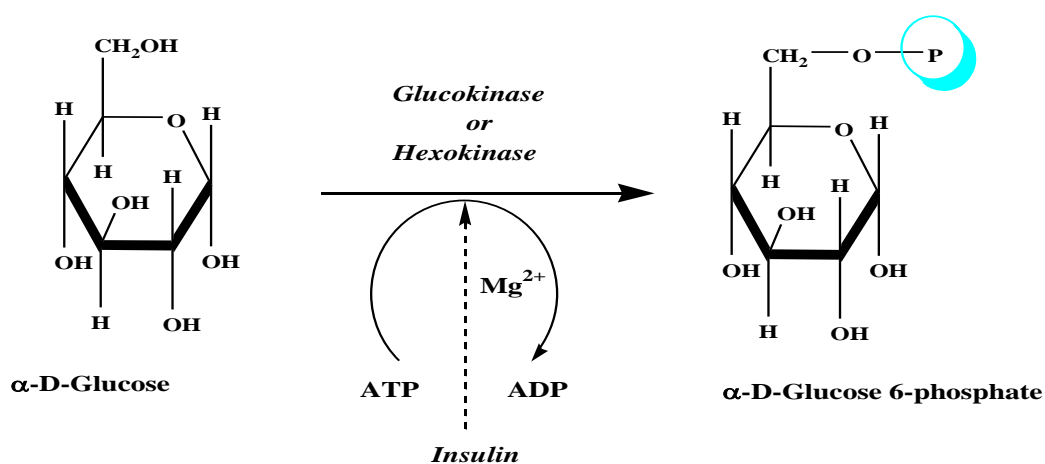 CH₂OH
H
O
H
H
H
OH
OH
OH
H
OH
α-D-Glucose
Glucokinase
or
Hexokinase
Mg²⁺
ATP
ADP
Insulin
CH₂ O P
H
O
H
H
H
OH
OH
OH
H
OH
α-D-Glucose 6-phosphate